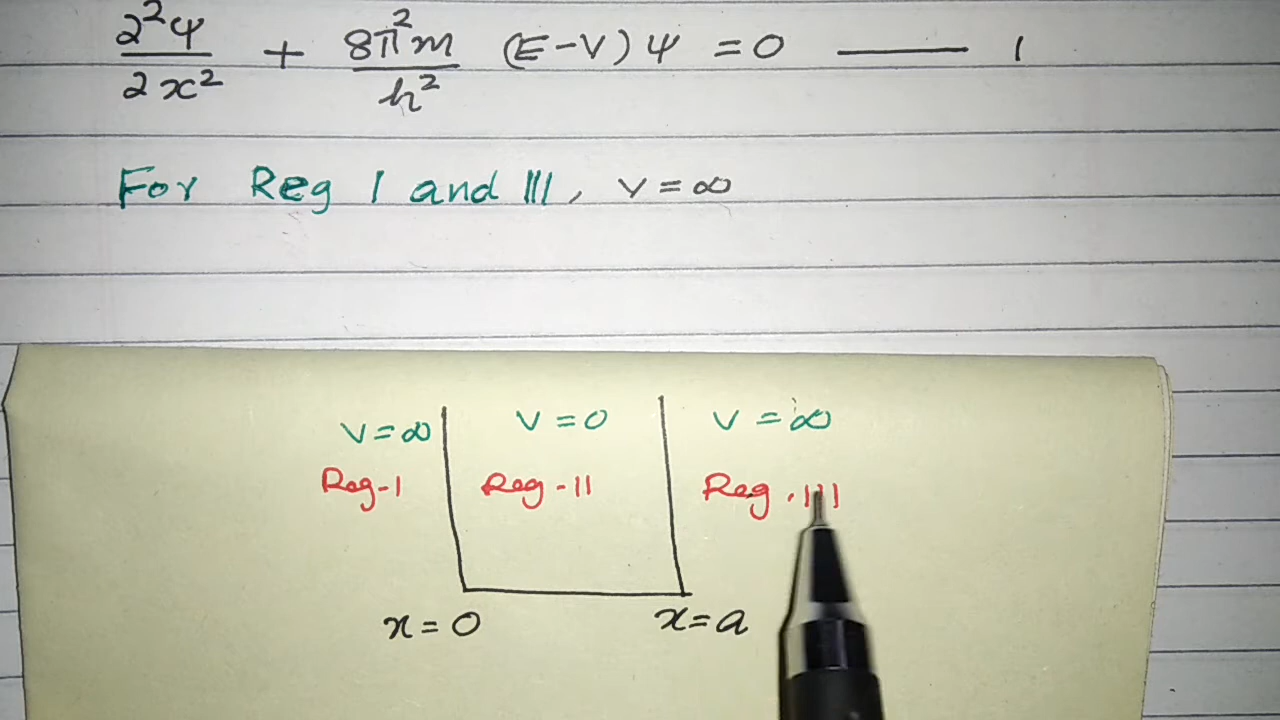 ∂²Ψ/∂x² + 8π²m/h² (E-V)Ψ = 0 —— 1
For Reg I and III, V = ∞
V = ∞ V = 0 V = ∞
Reg-I Reg-II Reg.III
x = 0 x = a